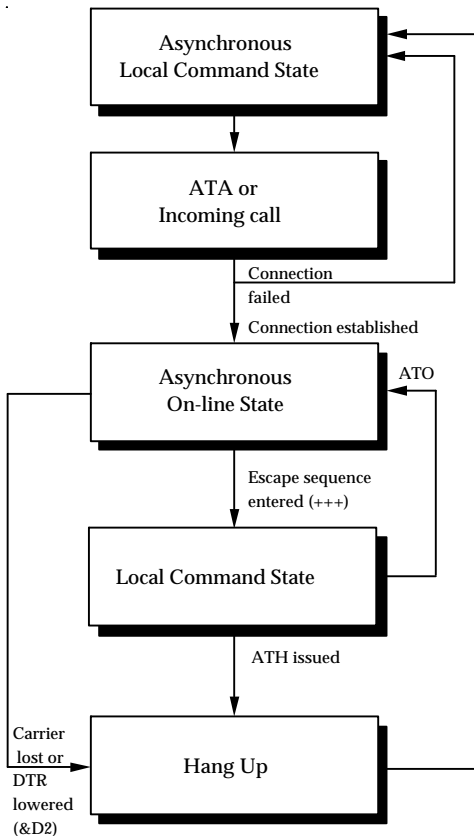 Asynchronous
Local Command State
ATA or
Incoming call
Connection
failed
Connection established
Asynchronous
On-line State
ATO
Escape sequence
entered (+++)
Local Command State
ATH issued
Carrier
lost or
DTR
lowered
(&D2)
Hang Up